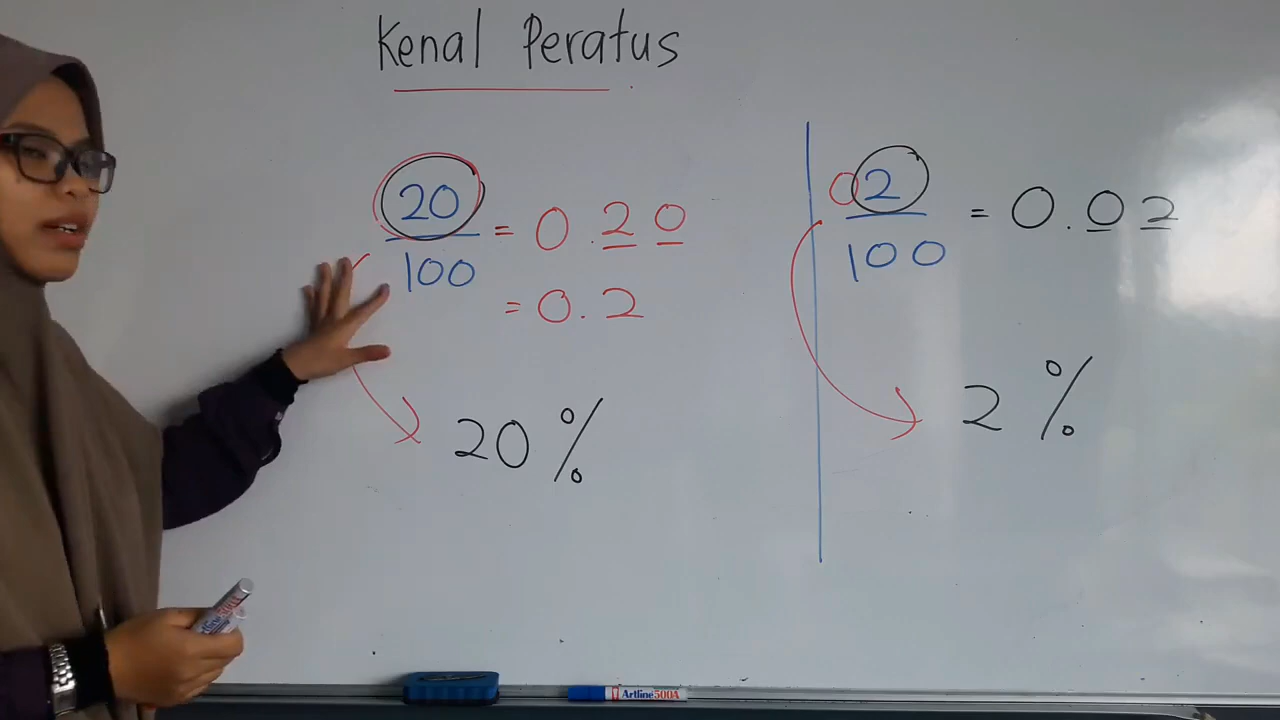 Kenal Peratus
20/100 = 0.20
= 0.2
20%
02/100 = 0.02
2%
Artline 500A